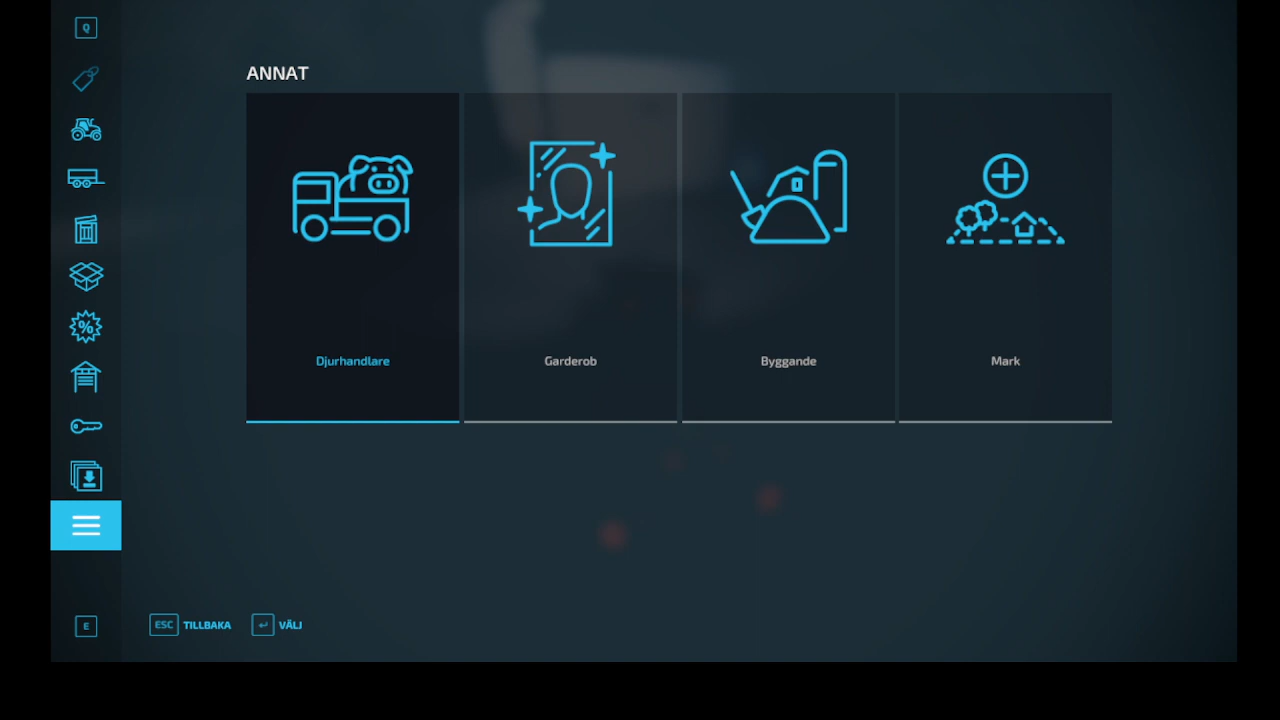 Q
ANNAT
Djurhandlare
Garderob
Byggande
Mark
%
E
ESC TILLBAKA
VÄLJ